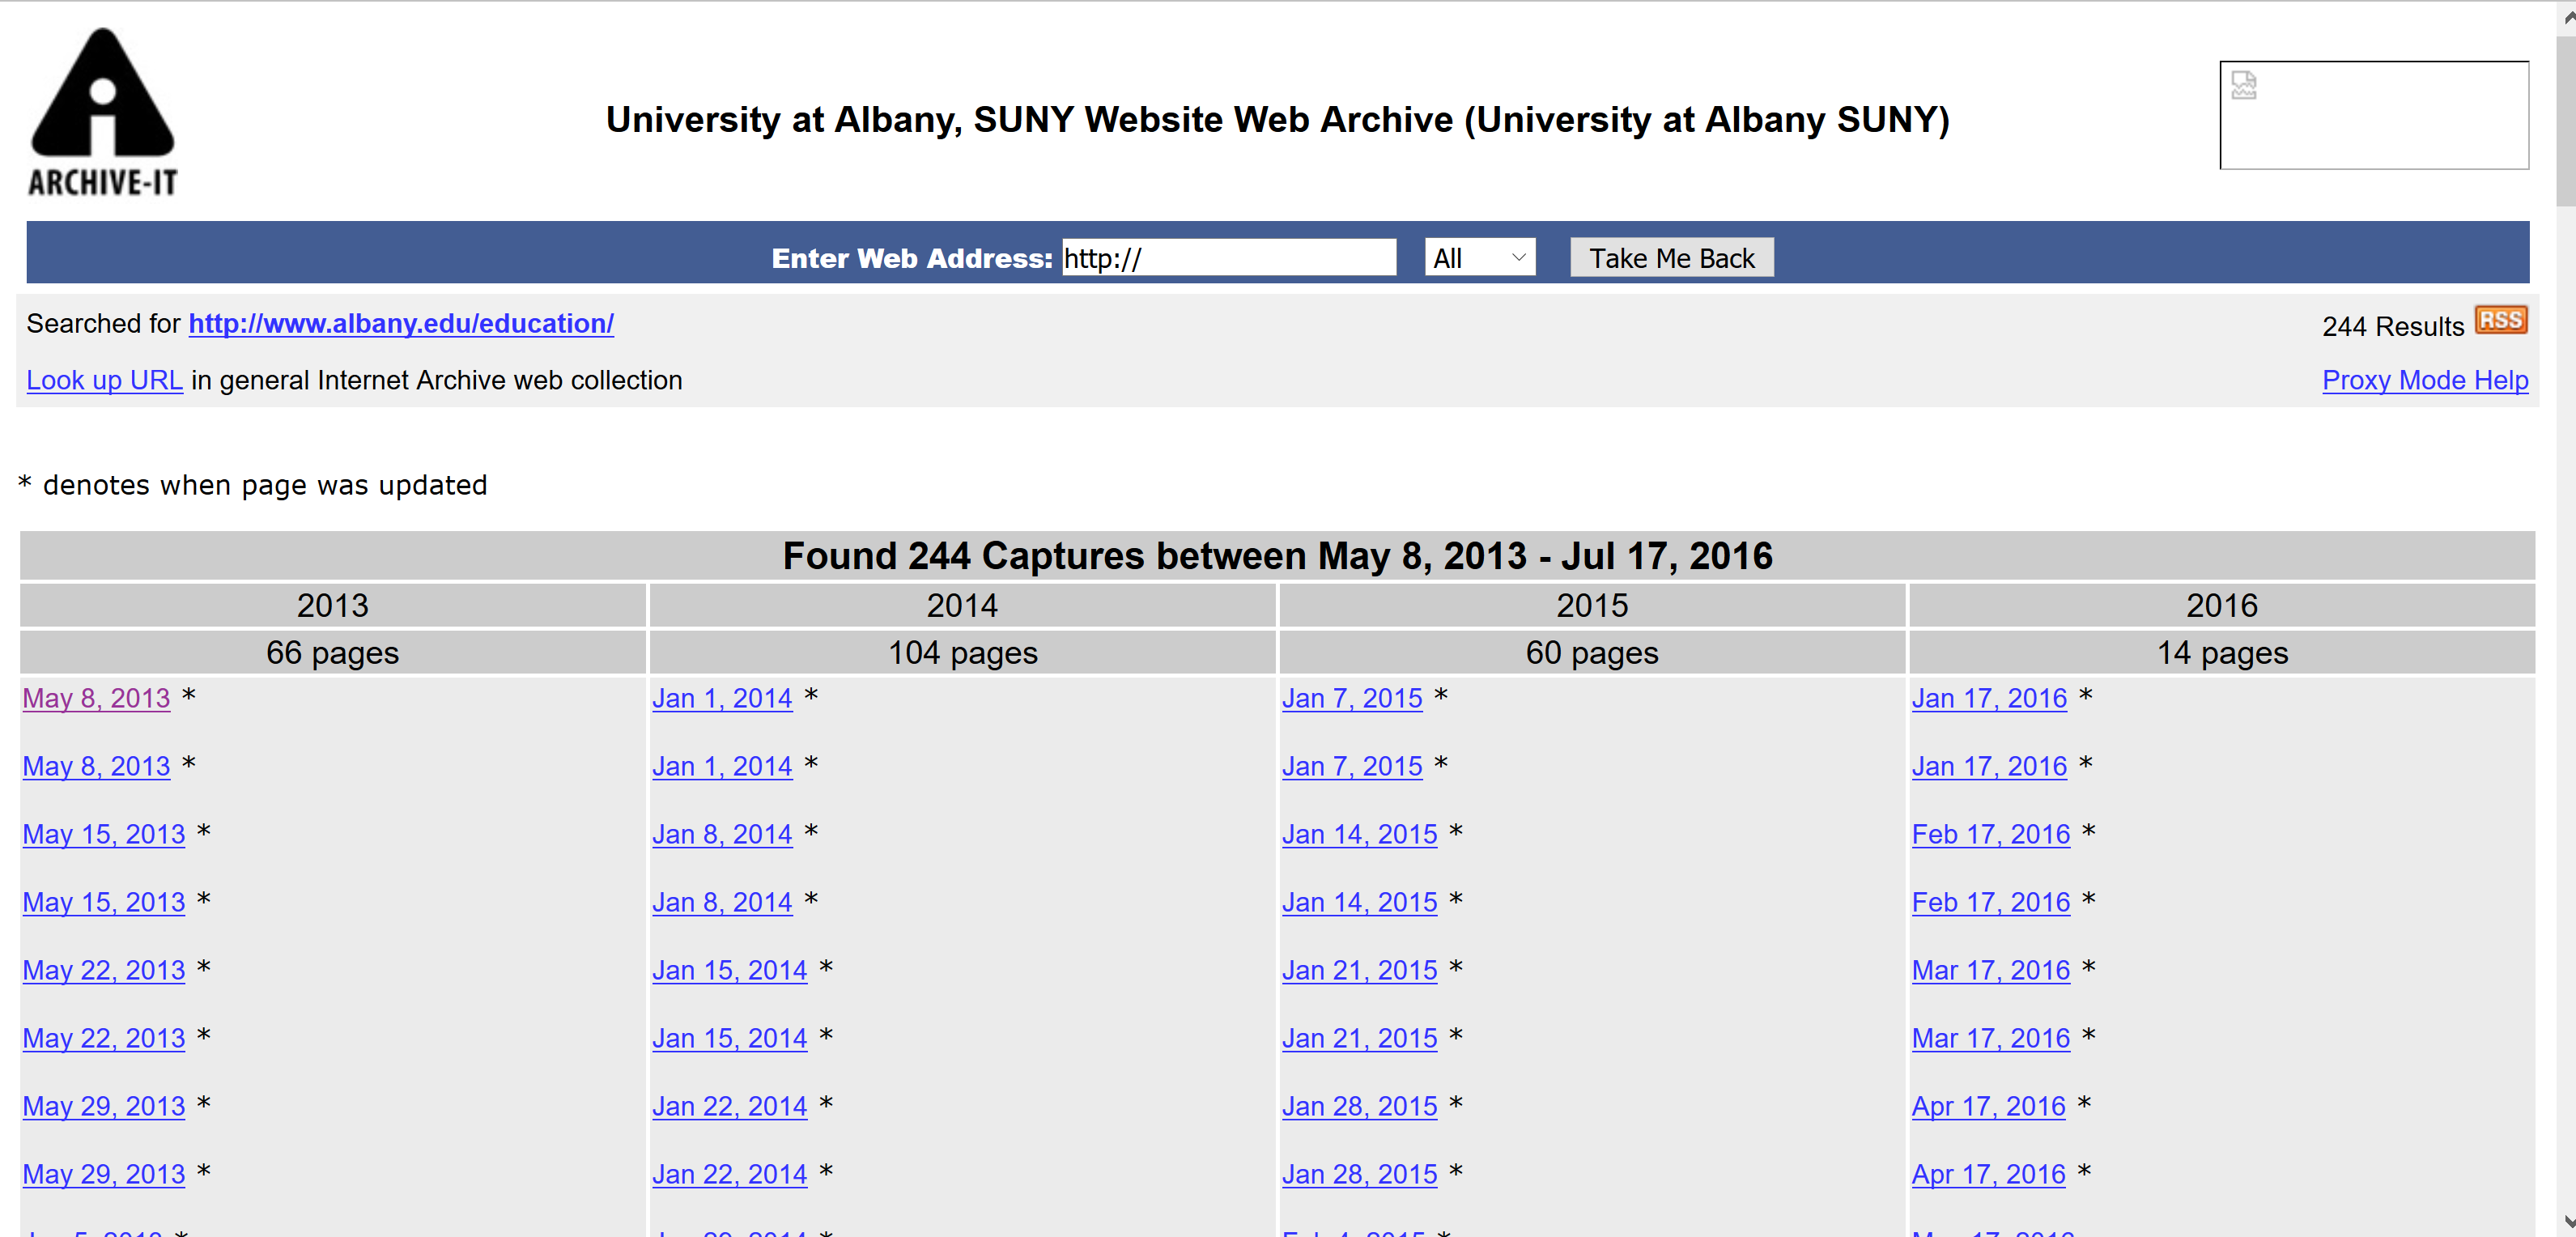 ARCHIVE-IT
University at Albany, SUNY Website Web Archive (University at Albany SUNY)
Enter Web Address: http:// All Take Me Back
Searched for http://www.albany.edu/education/ 244 Results RSS
Look up URL in general Internet Archive web collection Proxy Mode Help
* denotes when page was updated
Found 244 Captures between May 8, 2013 - Jul 17, 2016
2013 2014 2015 2016
66 pages 104 pages 60 pages 14 pages
May 8, 2013 * Jan 1, 2014 * Jan 7, 2015 * Jan 17, 2016 *
May 8, 2013 * Jan 1, 2014 * Jan 7, 2015 * Jan 17, 2016 *
May 15, 2013 * Jan 8, 2014 * Jan 14, 2015 * Feb 17, 2016 *
May 15, 2013 * Jan 8, 2014 * Jan 14, 2015 * Feb 17, 2016 *
May 22, 2013 * Jan 15, 2014 * Jan 21, 2015 * Mar 17, 2016 *
May 22, 2013 * Jan 15, 2014 * Jan 21, 2015 * Mar 17, 2016 *
May 29, 2013 * Jan 22, 2014 * Jan 28, 2015 * Apr 17, 2016 *
May 29, 2013 * Jan 22, 2014 * Jan 28, 2015 * Apr 17, 2016 *